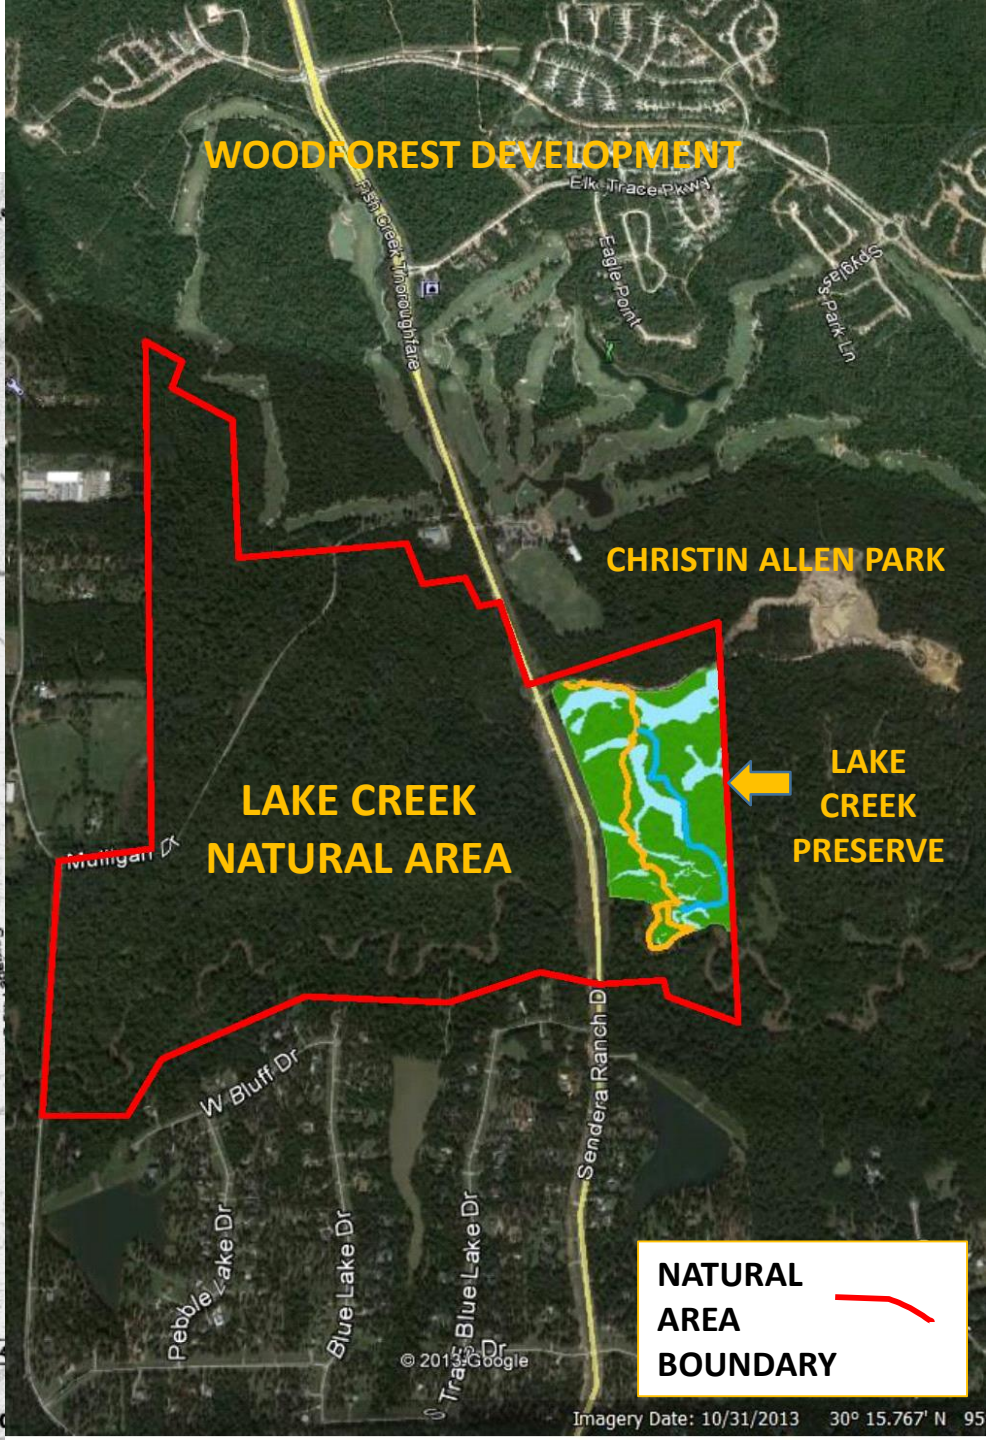 WOODFOREST DEVELOPMENT
Elk Trace Pkwy
Fish Creek Thoroughfare
Eagle Point
Spyglass Park Ln
CHRISTIN ALLEN PARK
LAKE
CREEK
PRESERVE
LAKE CREEK
NATURAL AREA
Mulligan Dr
W Bluff Dr
Sendera Ranch D
Pebble Lake Dr
Blue Lake Dr
Blue Lake Dr
Dr
© 2013 Google
NATURAL
AREA
BOUNDARY
Imagery Date: 10/31/2013 30° 15.767' N 95